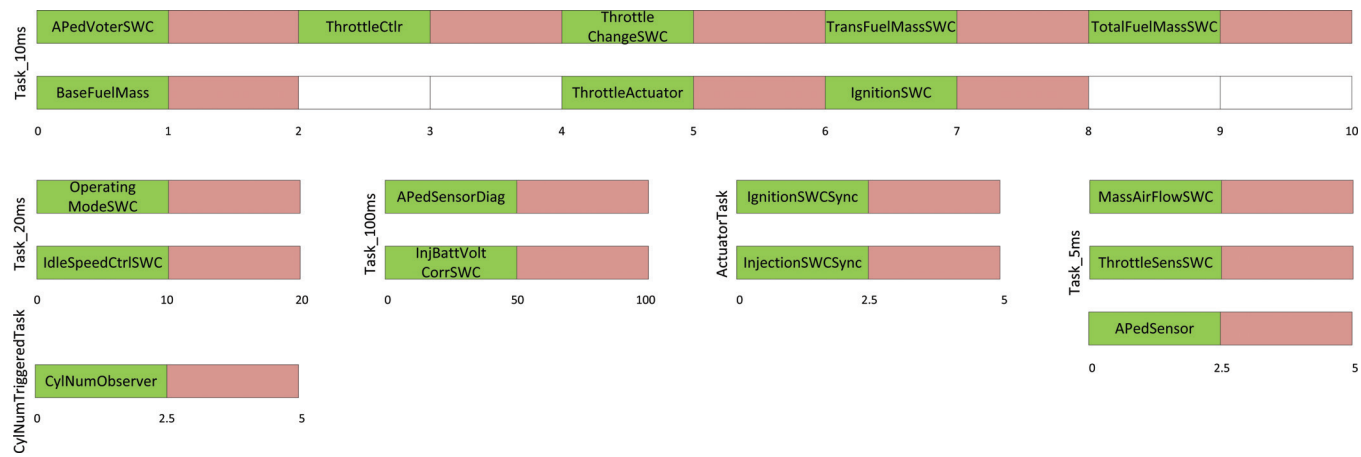 Task_10ms
APedVoterSWC
ThrottleCtlr
Throttle
ChangeSWC
TransFuelMassSWC
TotalFuelMassSWC
BaseFuelMass
ThrottleActuator
IgnitionSWC
0 1 2 3 4 5 6 7 8 9 10
Task_20ms
Operating
ModeSWC
IdleSpeedCtrlSWC
0 10 20
Task_100ms
APedSensorDiag
InjBattVolt
CorrSWC
0 50 100
ActuatorTask
IgnitionSWCSync
InjectionSWCSync
0 2.5 5
Task_5ms
MassAirFlowSWC
ThrottleSensSWC
APedSensor
0 2.5 5
CylNumTriggeredTask
CylNumObserver
0 2.5 5